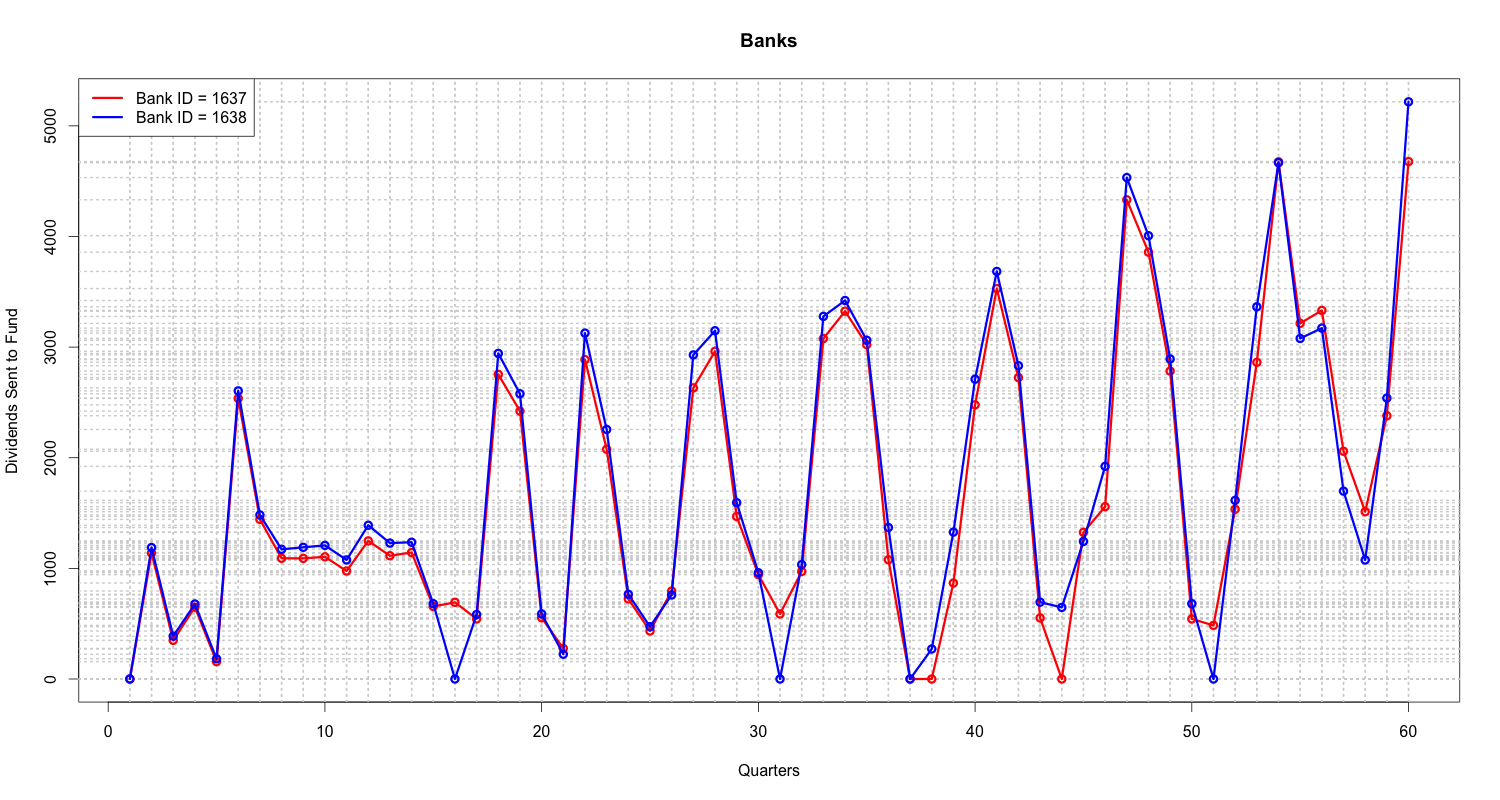 Banks
Bank ID = 1637
Bank ID = 1638
Dividends Sent to Fund
5000
4000
3000
2000
1000
0
0 10 20 30 40 50 60
Quarters